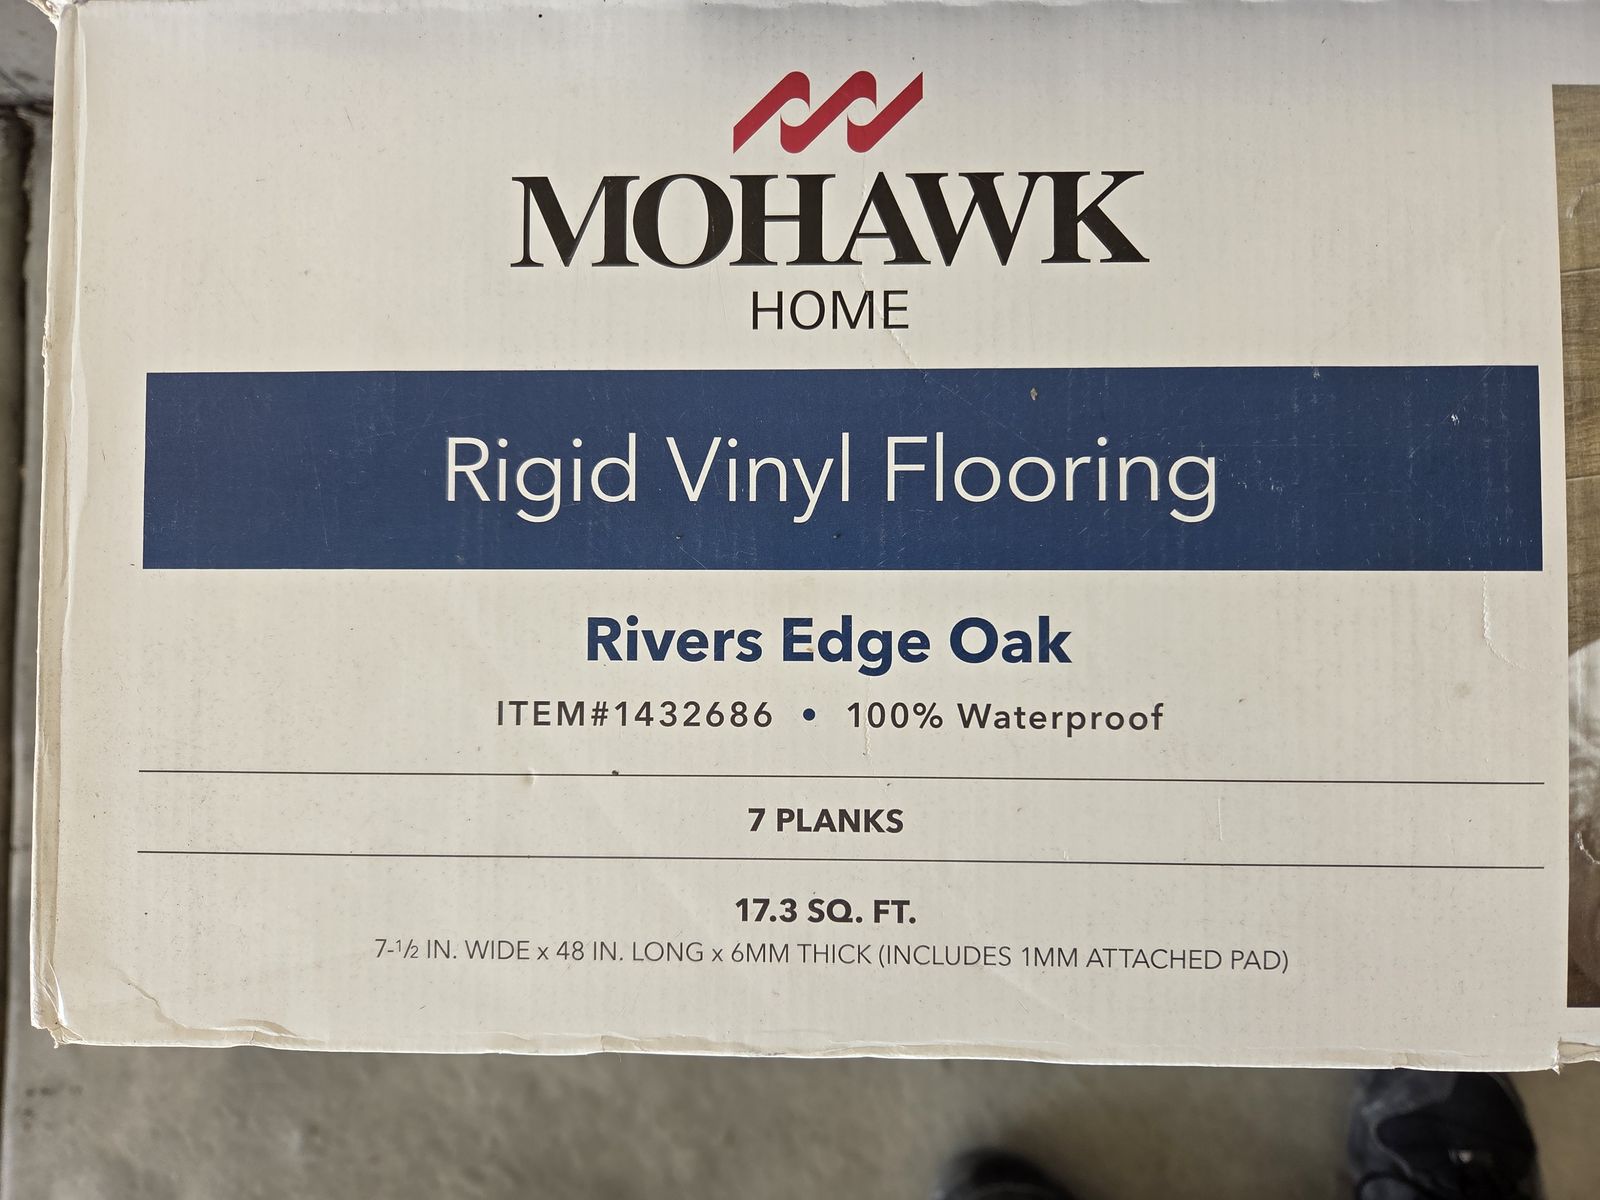 MOHAWK
HOME
Rigid Vinyl Flooring
Rivers Edge Oak
ITEM#1432686 • 100% Waterproof
7 PLANKS
17.3 SQ. FT.
7-½ IN. WIDE x 48 IN. LONG x 6MM THICK (INCLUDES 1MM ATTACHED PAD)